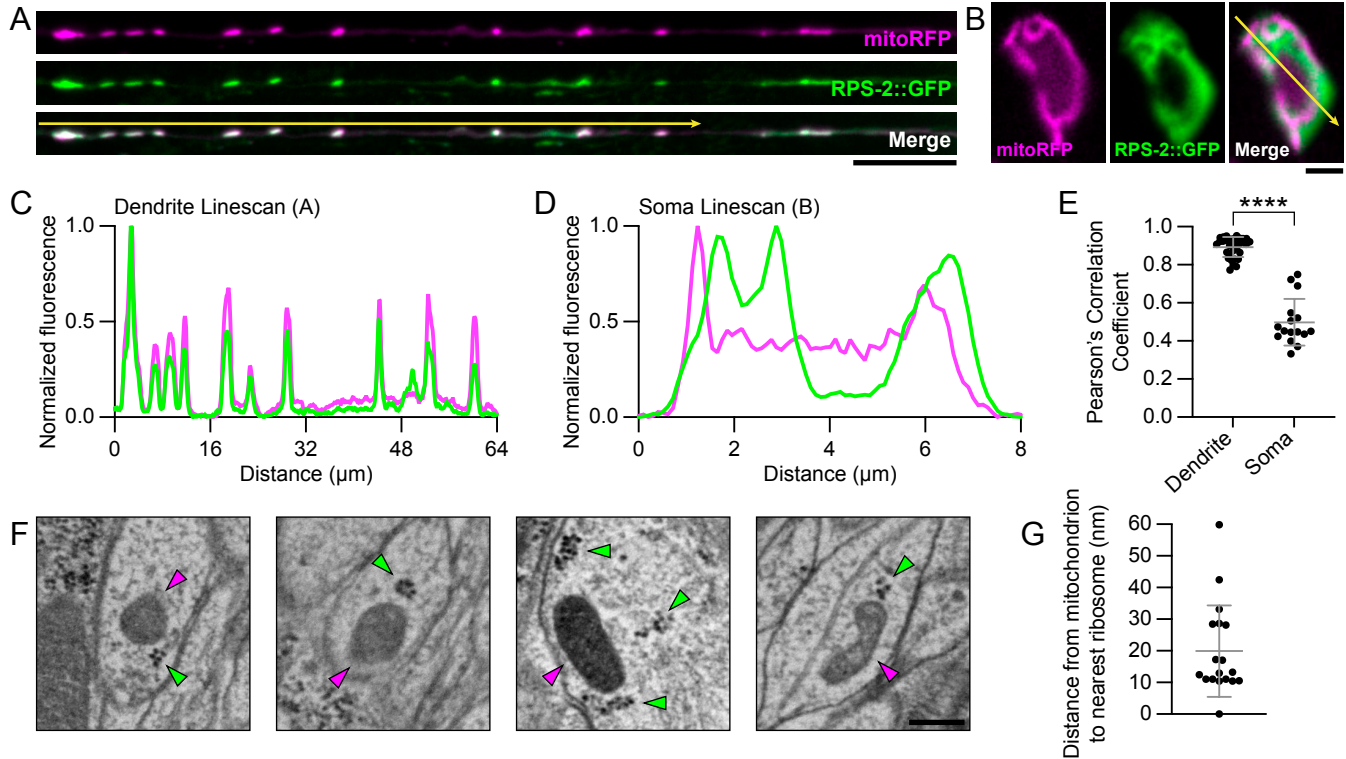 A
mitoRFP
RPS-2::GFP
Merge
B
mitoRFP
RPS-2::GFP
Merge
C
Dendrite Linescan (A)
Normalized fluorescence
1.0
0.5
0.0
0
16
32
48
64
Distance (µm)
D
Soma Linescan (B)
Normalized fluorescence
1.0
0.5
0.0
0
2
4
6
8
Distance (µm)
E
****
Pearson's Correlation
Coefficient
1.0
0.8
0.6
0.4
0.2
0.0
Dendrite
Soma
F
G
Distance from mitochondrion
to nearest ribosome (nm)
60
50
40
30
20
10
0